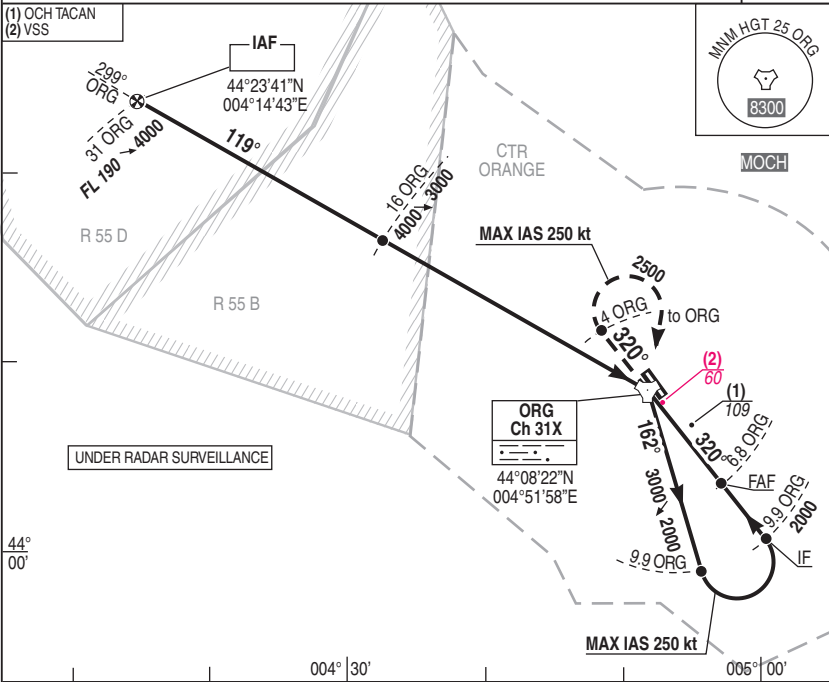 (1) OCH TACAN
(2) VSS
IAF
44°23'41"N
004°14'43"E
299°
ORG
31 ORG
FL 190 → 4000
119°
16 ORG
4000 → 3000
CTR
ORANGE
MNM HGT 25 ORG
8300
MOCH
R 55 D
R 55 B
MAX IAS 250 kt
2500
4 ORG
to ORG
320°
(2)
60
(1)
109
ORG
Ch 31X
44°08'22"N
004°51'58"E
162°
3000 → 2000
320°
6.8 ORG
FAF
9.9 ORG
2000
IF
9.9 ORG
UNDER RADAR SURVEILLANCE
44°
00'
MAX IAS 250 kt
004° 30'
005° 00'